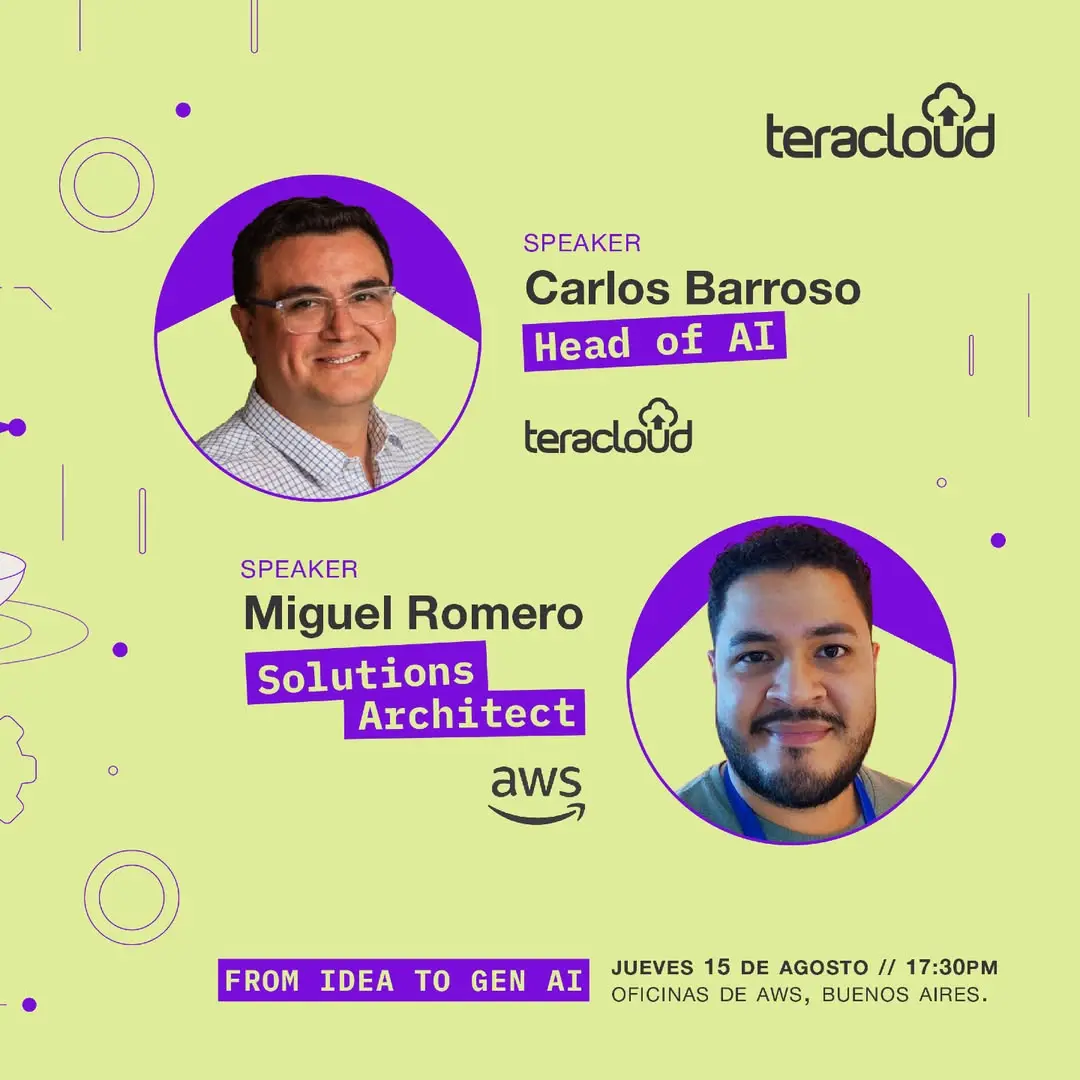 teracloud
SPEAKER
Carlos Barroso
Head of AI
teracloud
SPEAKER
Miguel Romero
Solutions
Architect
aws
FROM IDEA TO GEN AI
JUEVES 15 DE AGOSTO // 17:30PM
OFICINAS DE AWS, BUENOS AIRES.